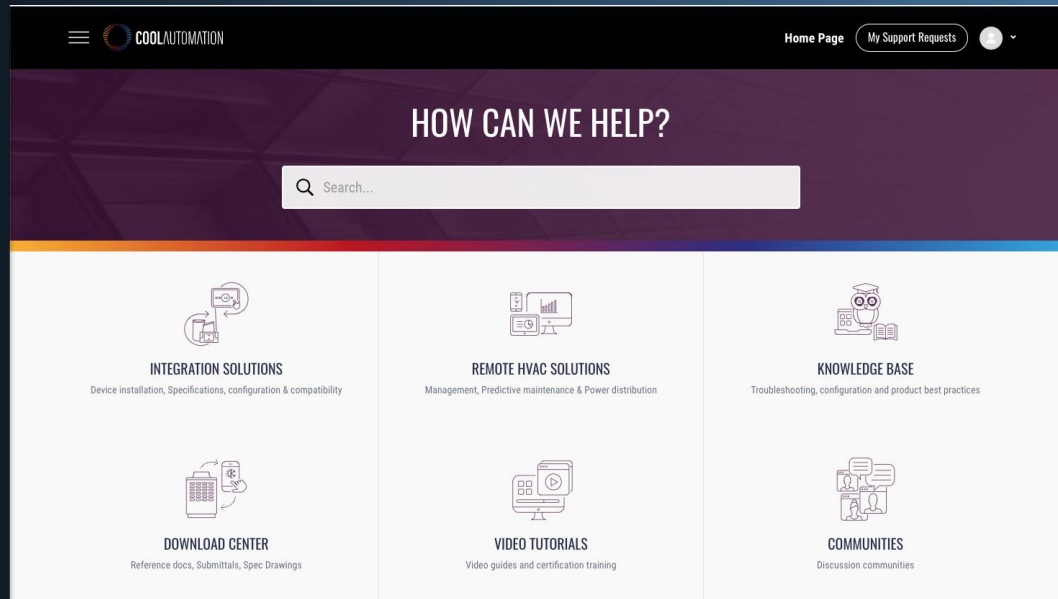 COOLAUTOMATION
Home Page
My Support Requests
HOW CAN WE HELP?
Search...
INTEGRATION SOLUTIONS
Device installation, Specifications, configuration & compatibility
REMOTE HVAC SOLUTIONS
Management, Predictive maintenance & Power distribution
KNOWLEDGE BASE
Troubleshooting, configuration and product best practices
DOWNLOAD CENTER
Reference docs, Submittals, Spec Drawings
VIDEO TUTORIALS
Video guides and certification training
COMMUNITIES
Discussion communities